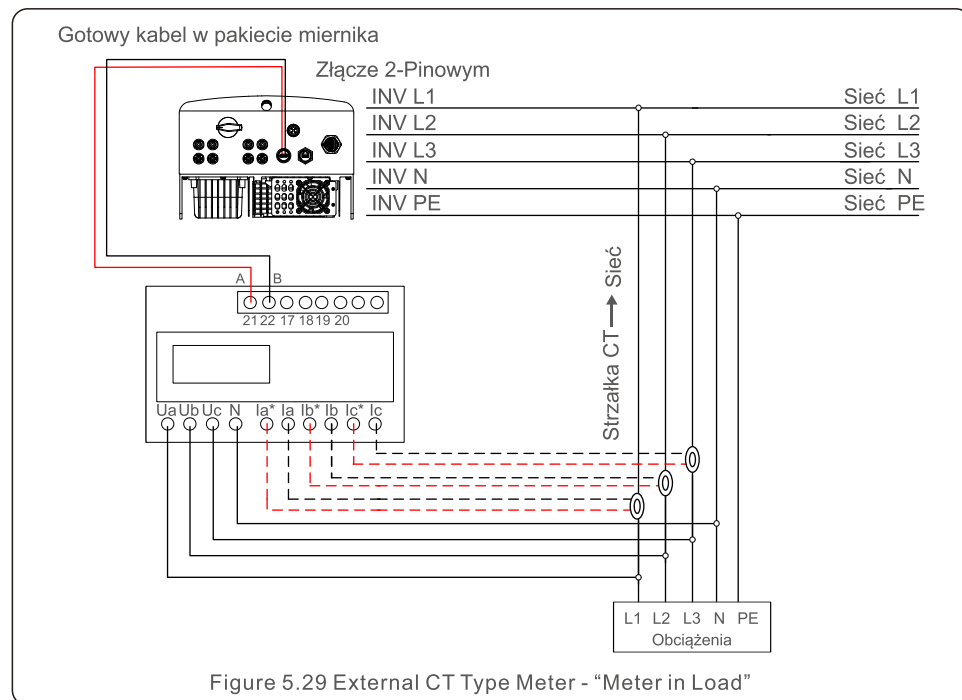 Gotowy kabel w pakiecie miernika
Złącze 2-Pinowym
INV L1
Sieć L1
INV L2
Sieć L2
INV L3
Sieć L3
INV N
Sieć N
INV PE
Sieć PE
A
B
21 22 17 18 19 20
Strzałka CT → Sieć
Ua Ub Uc N Ia* Ia Ib* Ib Ic* Ic
L1 L2 L3 N PE
Obciążenia
Figure 5.29 External CT Type Meter - “Meter in Load”